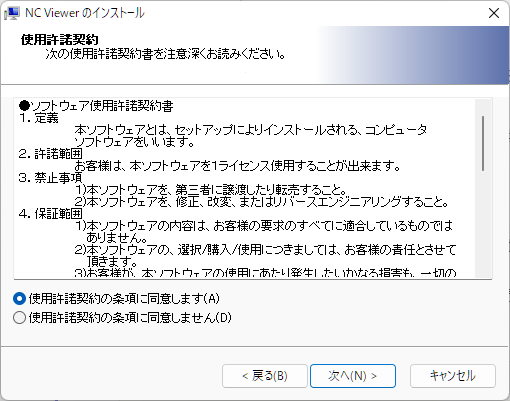 NC Viewer のインストール
使用許諾契約
次の使用許諾契約書を注意深くお読みください。
●ソフトウェア使用許諾契約書
1. 定義
本ソフトウェアとは、セットアップによりインストールされる、コンピュータ
ソフトウェアをいいます。
2. 許諾範囲
お客様は、本ソフトウェアを1ライセンス使用することが出来ます。
3. 禁止事項
1)本ソフトウェアを、第三者に譲渡したり転売すること。
2)本ソフトウェアを、修正、改変、またはリバースエンジニアリングすること。
4. 保証範囲
1)本ソフトウェアの内容は、お客様の要求のすべてに適合しているものでは
ありません。
2)本ソフトウェアの、選択/購入/使用につきましては、お客様の責任とさせて
頂きます。
3)お客様が、本ソフトウェアの使用にあたり発生したいかなる損害も、一切の
使用許諾契約の条項に同意します(A)
使用許諾契約の条項に同意しません(D)
< 戻る(B)
次へ(N) >
キャンセル